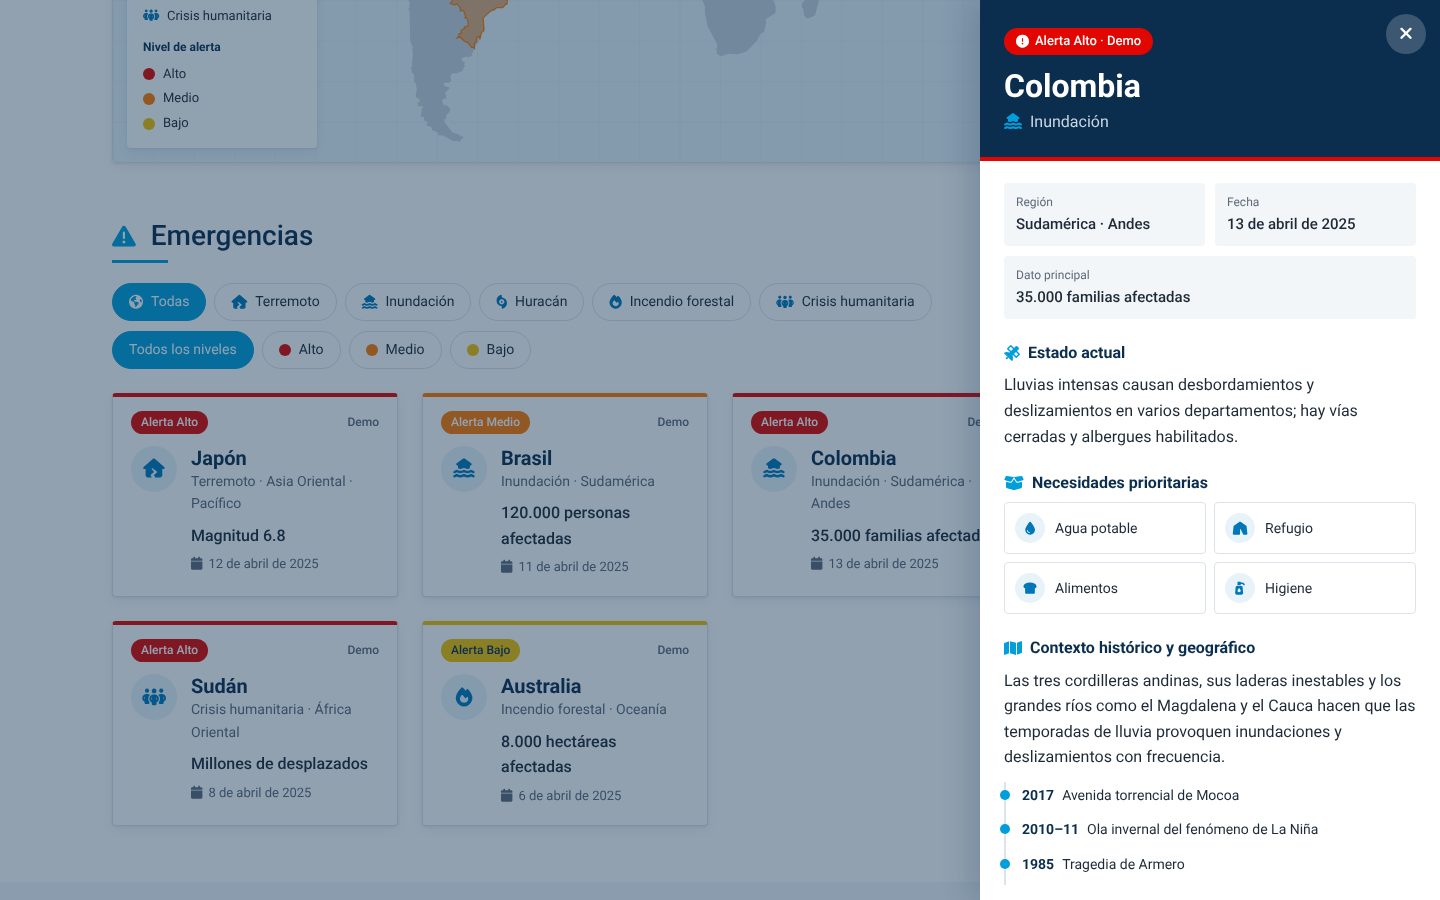 Crisis humanitaria
Nivel de alerta
Alto
Medio
Bajo
Emergencias
Todas
Terremoto
Inundación
Huracán
Incendio forestal
Crisis humanitaria
Todos los niveles
Alto
Medio
Bajo
Alerta Alto
Demo
Japón
Terremoto · Asia Oriental ·
Pacífico
Magnitud 6.8
12 de abril de 2025
Alerta Medio
Demo
Brasil
Inundación · Sudamérica
120.000 personas
afectadas
11 de abril de 2025
Alerta Alto
De
Colombia
Inundación · Sudamérica ·
Andes
35.000 familias afectad
13 de abril de 2025
Alerta Alto
Demo
Sudán
Crisis humanitaria · África
Oriental
Millones de desplazados
8 de abril de 2025
Alerta Bajo
Demo
Australia
Incendio forestal · Oceanía
8.000 hectáreas
afectadas
6 de abril de 2025
Alerta Alto · Demo
Colombia
Inundación
Región
Sudamérica · Andes
Fecha
13 de abril de 2025
Dato principal
35.000 familias afectadas
Estado actual
Lluvias intensas causan desbordamientos y
deslizamientos en varios departamentos; hay vías
cerradas y albergues habilitados.
Necesidades prioritarias
Agua potable
Refugio
Alimentos
Higiene
Contexto histórico y geográfico
Las tres cordilleras andinas, sus laderas inestables y los
grandes ríos como el Magdalena y el Cauca hacen que las
temporadas de lluvia provoquen inundaciones y
deslizamientos con frecuencia.
2017 Avenida torrencial de Mocoa
2010–11 Ola invernal del fenómeno de La Niña
1985 Tragedia de Armero